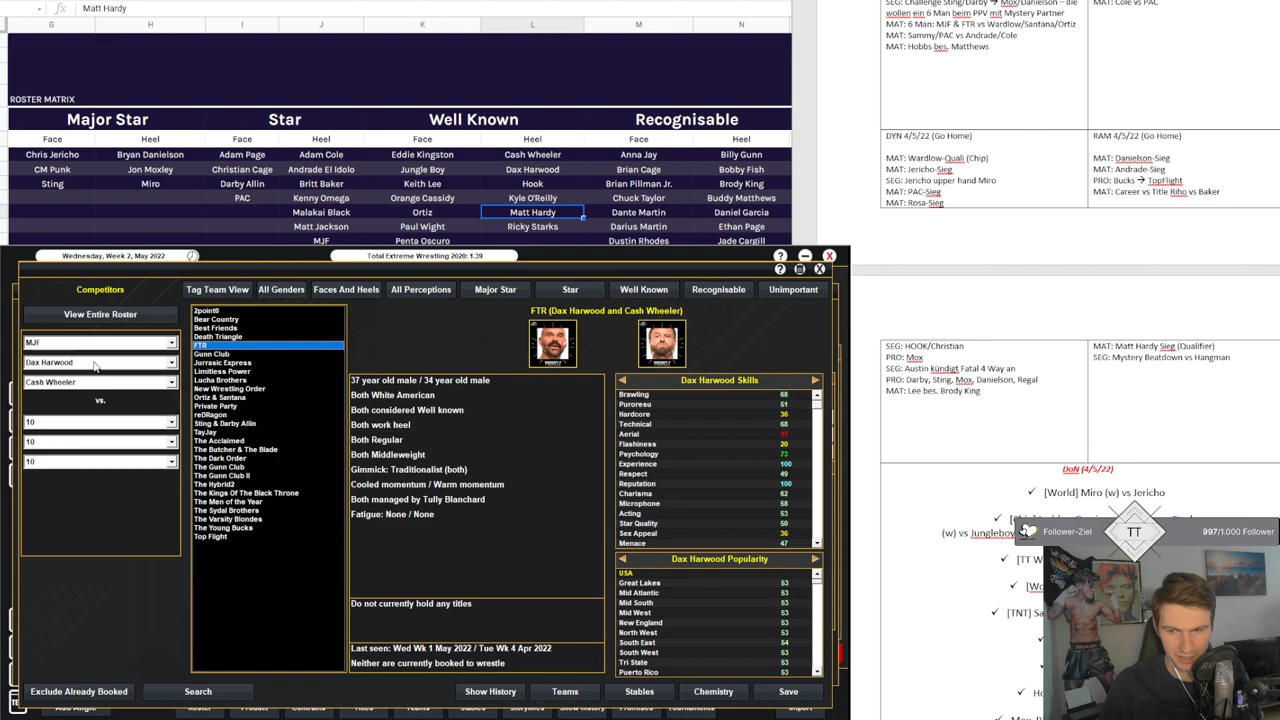 Matt Hardy
fx
G H I J K L M N
ROSTER MATRIX
Major Star Star Well Known Recognisable
Face Heel Face Heel Face Heel Face Heel
Chris Jericho Bryan Danielson Adam Page Adam Cole Eddie Kingston Cash Wheeler Anna Jay Billy Gunn
CM Punk Jon Moxley Christian Cage Andrade El Idolo Jungle Boy Dax Harwood Brian Cage Bobby Fish
Sting Miro Darby Allin Britt Baker Keith Lee Hook Brian Pillman Jr. Brody King
PAC Kenny Omega Orange Cassidy Kyle O'Reilly Chuck Taylor Buddy Matthews
Malakai Black Ortiz Matt Hardy Dante Martin Daniel Garcia
Matt Jackson Paul Wight Ricky Starks Darius Martin Ethan Page
MJF Penta Oscuro Dustin Rhodes Jade Cargill
SEG: Challenge Sting/Darby → Mox/Danielson – die
wollen ein 6 Man beim PPV mit Mystery Partner
MAT: 6 Man: MJF & FTR vs Wardlow/Santana/Ortiz
MAT: Sammy/PAC vs Andrade/Cole
MAT: Hobbs bes. Matthews
MAT: Cole vs PAC
DYN 4/5/22 (Go Home)
MAT: Wardlow-Quali (Chip)
MAT: Jericho-Sieg
SEG: Jericho upper hand Miro
MAT: PAC-Sieg
MAT: Rosa-Sieg
RAM 4/5/22 (Go Home)
MAT: Danielson-Sieg
MAT: Andrade-Sieg
PRO: Bucks → TopFlight
MAT: Career vs Title Riho vs Baker
SEG: HOOK/Christian
PRO: Mox
SEG: Austin kündigt Fatal 4 Way an
PRO: Darby, Sting, Mox, Danielson, Regal
MAT: Lee bes. Brody King
MAT: Matt Hardy Sieg (Qualifier)
SEG: Mystery Beatdown vs Hangman
DoN (4/5/22)
[World] Miro (w) vs Jericho
(w) vs Jungleboy
[TT
[Wo
[TNT] Sa
Ho
Mox,
Follower-Ziel TT 997/1.000 Follower
Wednesday, Week 2, May 2022 Total Extreme Wrestling 2020: 1.39 ? X
? X
Competitors Tag Team View All Genders Faces And Heels All Perceptions Major Star Star Well Known Recognisable Unimportant
View Entire Roster
MJF
Dax Harwood
Cash Wheeler
vs.
10
10
10
2point0
Bear Country
Best Friends
Death Triangle
FTR
Gunn Club
Jurrasic Express
Limitless Power
Lucha Brothers
New Wrestling Order
Ortiz & Santana
Private Party
reDRagon
Sting & Darby Allin
TayJay
The Acclaimed
The Butcher & The Blade
The Dark Order
The Gunn Club
The Gunn Club II
The Hybrid2
The Kings Of The Black Throne
The Men of the Year
The Sydal Brothers
The Varsity Blondes
The Young Bucks
Top Flight
FTR (Dax Harwood and Cash Wheeler)
37 year old male / 34 year old male
Both White American
Both considered Well known
Both work heel
Both Regular
Both Middleweight
Gimmick: Traditionalist (both)
Cooled momentum / Warm momentum
Both managed by Tully Blanchard
Fatigue: None / None
Do not currently hold any titles
Last seen: Wed Wk 1 May 2022 / Tue Wk 4 Apr 2022
Neither are currently booked to wrestle
Dax Harwood Skills
Brawling 68
Puroresu 51
Hardcore 36
Technical 68
Aerial
Flashiness 20
Psychology 73
Experience 100
Respect 49
Reputation 100
Charisma 62
Microphone 58
Acting 53
Star Quality 50
Sex Appeal 36
Menace 47
Dax Harwood Popularity
USA
Great Lakes 53
Mid Atlantic 53
Mid South 53
Mid West 53
New England 53
North West 53
South East 54
South West 53
Tri State 53
Puerto Rico 53
Exclude Already Booked Search Show History Teams Stables Chemistry Save